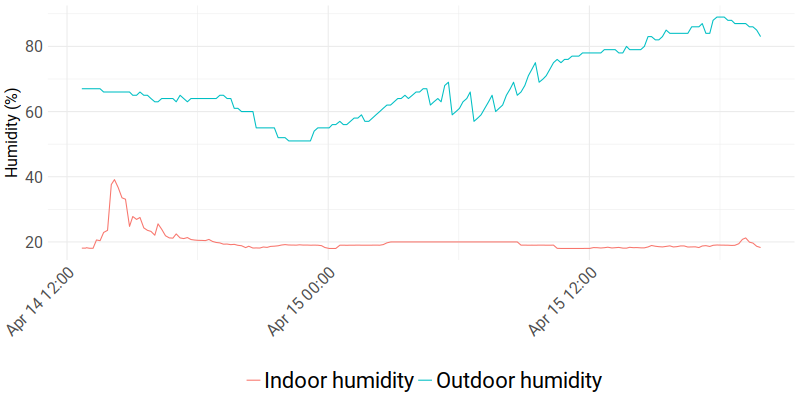 Humidity (%)
80
60
40
20
Apr 14 12:00
Apr 15 00:00
Apr 15 12:00
Indoor humidity
Outdoor humidity